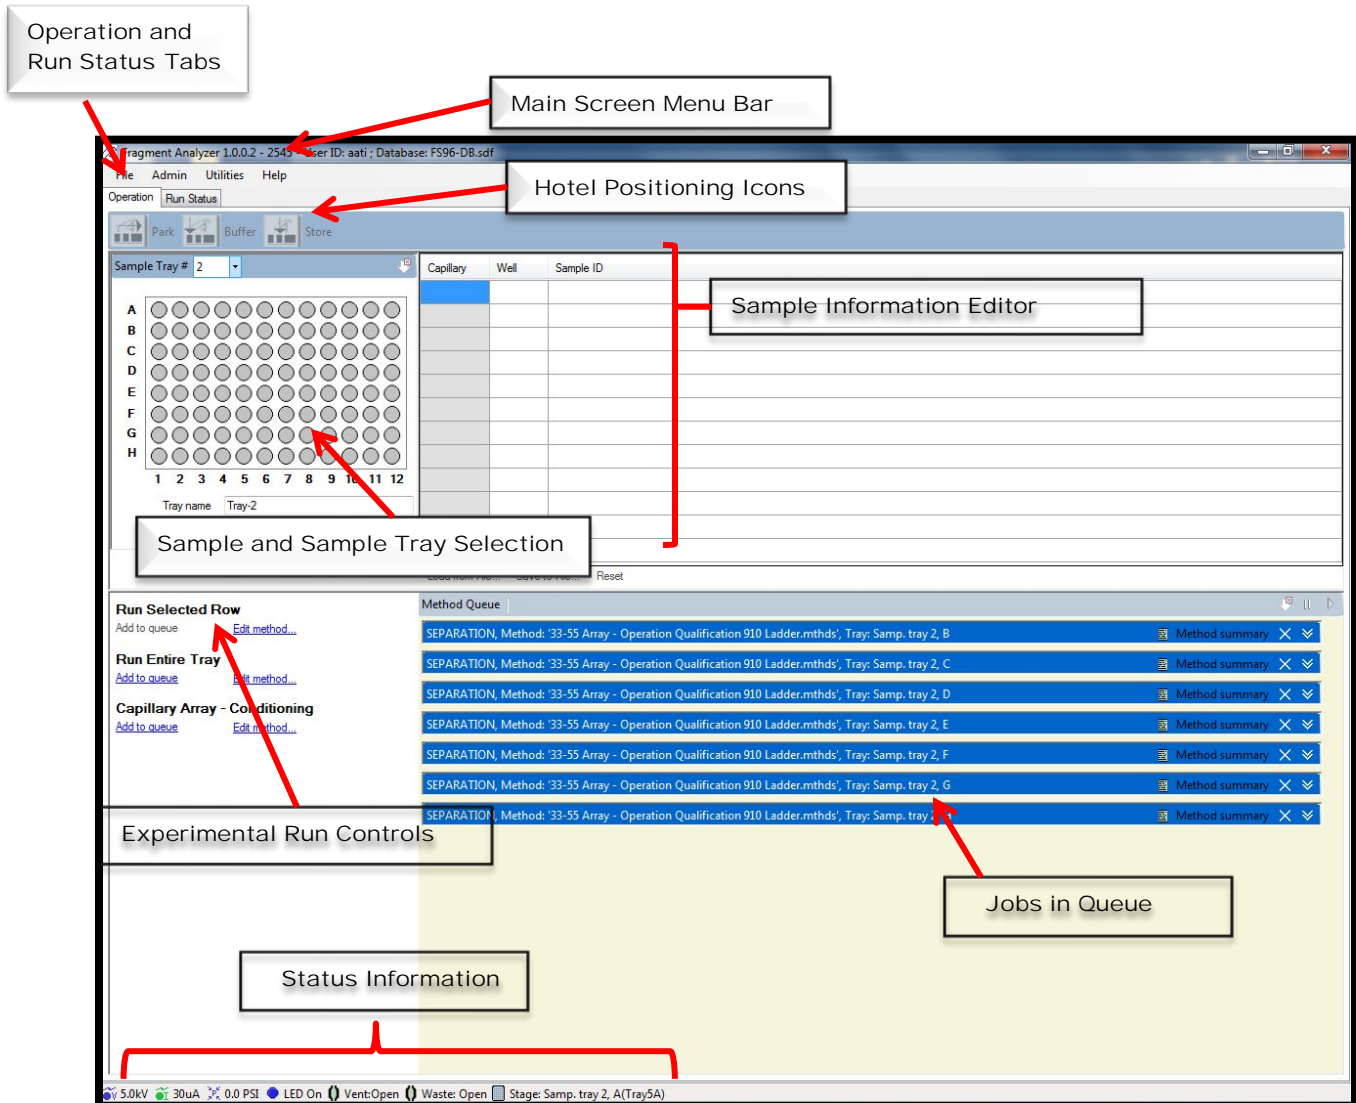 Operation and
Run Status Tabs
Main Screen Menu Bar
Fragment Analyzer 1.0.0.2 - 2545 - User ID: aati ; Database: FS96-DB.sdf
File Admin Utilities Help
Hotel Positioning Icons
Operation Run Status
Park Buffer Store
Sample Tray # 2
Capillary Well Sample ID
Sample Information Editor
A
B
C
D
E
F
G
H
1 2 3 4 5 6 7 8 9 10 11 12
Tray name Tray-2
Sample and Sample Tray Selection
Load from File... Save to File... Reset
Run Selected Row
Add to queue Edit method...
Run Entire Tray
Add to queue Edit method...
Capillary Array - Conditioning
Add to queue Edit method...
Method Queue
SEPARATION, Method: '33-55 Array - Operation Qualification 910 Ladder.mthds', Tray: Samp. tray 2, B Method summary
SEPARATION, Method: '33-55 Array - Operation Qualification 910 Ladder.mthds', Tray: Samp. tray 2, C Method summary
SEPARATION, Method: '33-55 Array - Operation Qualification 910 Ladder.mthds', Tray: Samp. tray 2, D Method summary
SEPARATION, Method: '33-55 Array - Operation Qualification 910 Ladder.mthds', Tray: Samp. tray 2, E Method summary
SEPARATION, Method: '33-55 Array - Operation Qualification 910 Ladder.mthds', Tray: Samp. tray 2, F Method summary
SEPARATION, Method: '33-55 Array - Operation Qualification 910 Ladder.mthds', Tray: Samp. tray 2, G Method summary
SEPARATION, Method: '33-55 Array - Operation Qualification 910 Ladder.mthds', Tray: Samp. tray Method summary
Experimental Run Controls
Jobs in Queue
Status Information
5.0kV 30uA 0.0 PSI LED On Vent:Open Waste: Open Stage: Samp. tray 2, A(Tray5A)